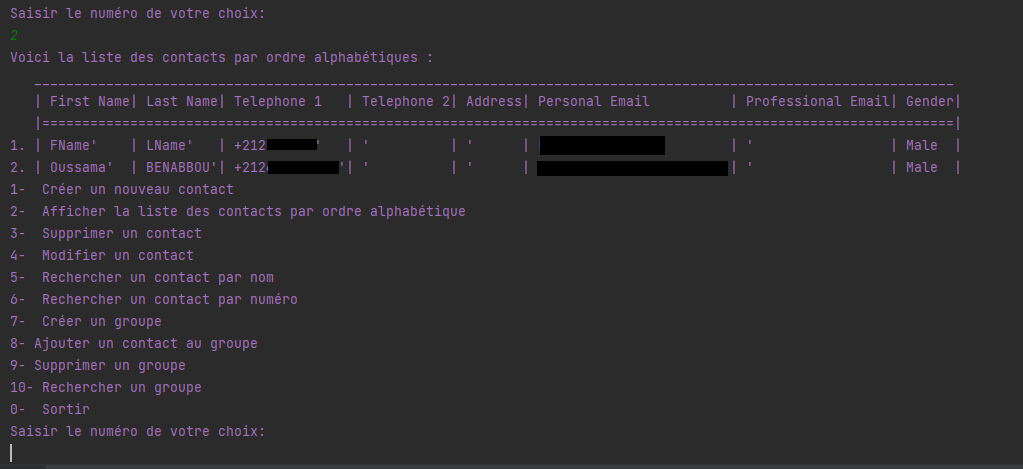 Saisir le numéro de votre choix:
2
Voici la liste des contacts par ordre alphabétiques :
| First Name| Last Name| Telephone 1 | Telephone 2| Address| Personal Email | Professional Email| Gender|
|==================================================================================================================|
1. | FName' | LName' | +212 ' | ' | ' | | ' | Male |
2. | Oussama' | BENABBOU'| +212 '| ' | ' | | ' | Male |
1- Créer un nouveau contact
2- Afficher la liste des contacts par ordre alphabétique
3- Supprimer un contact
4- Modifier un contact
5- Rechercher un contact par nom
6- Rechercher un contact par numéro
7- Créer un groupe
8- Ajouter un contact au groupe
9- Supprimer un groupe
10- Rechercher un groupe
0- Sortir
Saisir le numéro de votre choix: